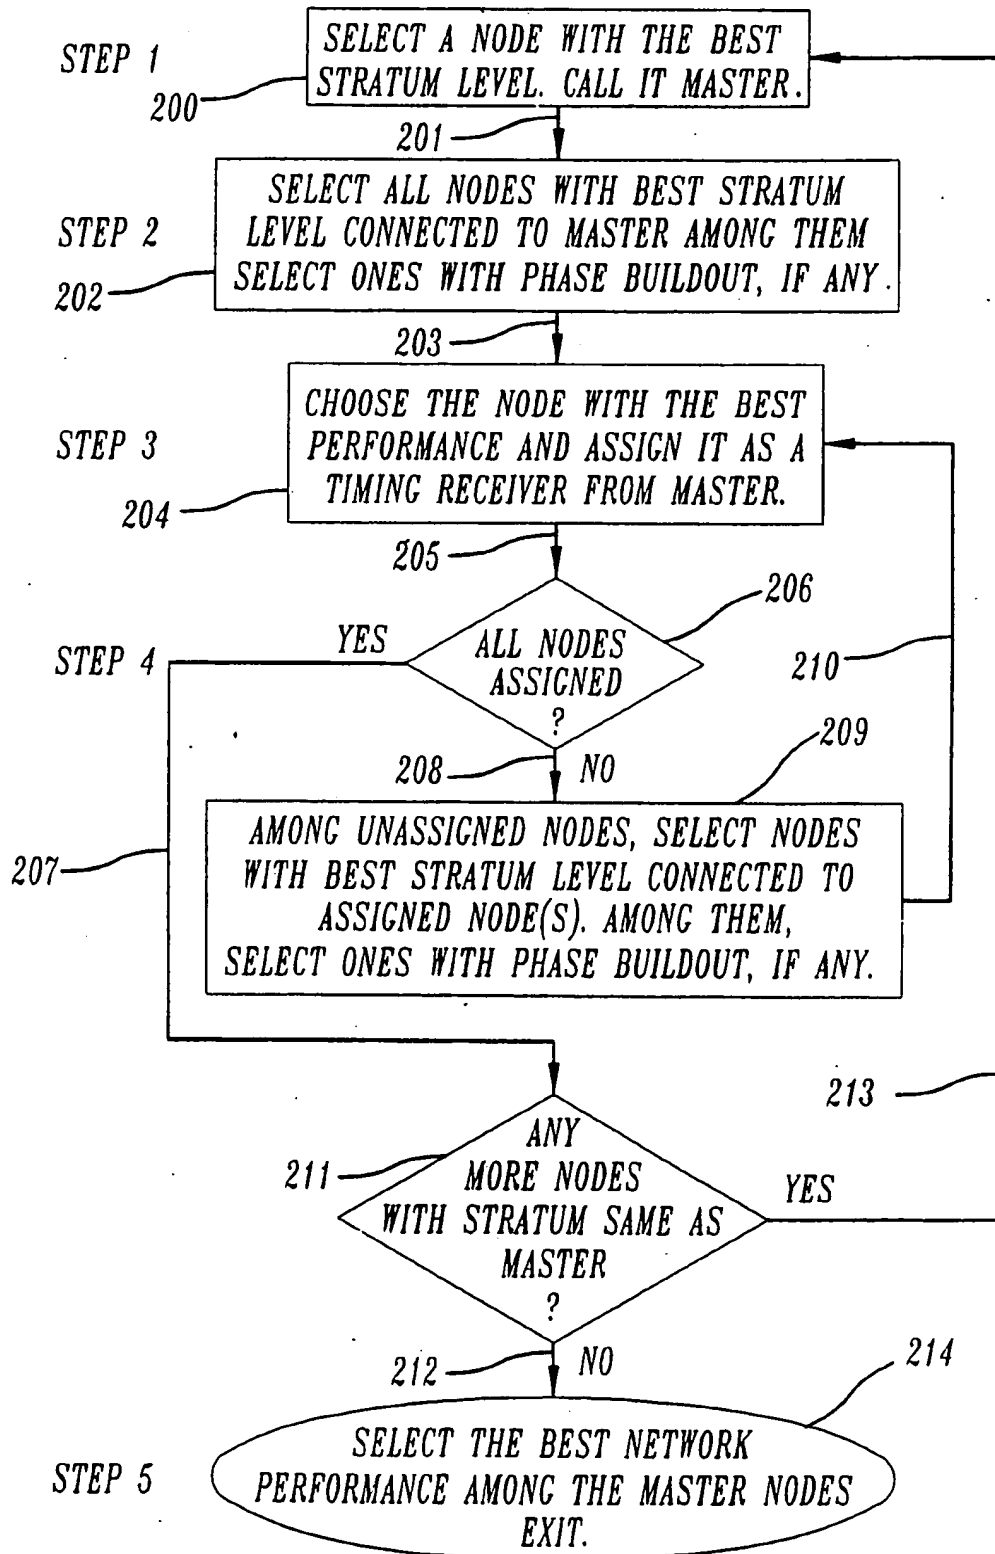 STEP 1
SELECT A NODE WITH THE BEST
STRATUM LEVEL. CALL IT MASTER.
200
201
STEP 2
SELECT ALL NODES WITH BEST STRATUM
LEVEL CONNECTED TO MASTER AMONG THEM
SELECT ONES WITH PHASE BUILDOUT, IF ANY.
202
203
STEP 3
CHOOSE THE NODE WITH THE BEST
PERFORMANCE AND ASSIGN IT AS A
TIMING RECEIVER FROM MASTER.
204
205
206
STEP 4
YES
ALL NODES
ASSIGNED
?
210
208
NO
209
207
AMONG UNASSIGNED NODES, SELECT NODES
WITH BEST STRATUM LEVEL CONNECTED TO
ASSIGNED NODE(S). AMONG THEM,
SELECT ONES WITH PHASE BUILDOUT, IF ANY.
213
211
ANY
MORE NODES
WITH STRATUM SAME AS
MASTER
?
YES
212
NO
214
STEP 5
SELECT THE BEST NETWORK
PERFORMANCE AMONG THE MASTER NODES
EXIT.